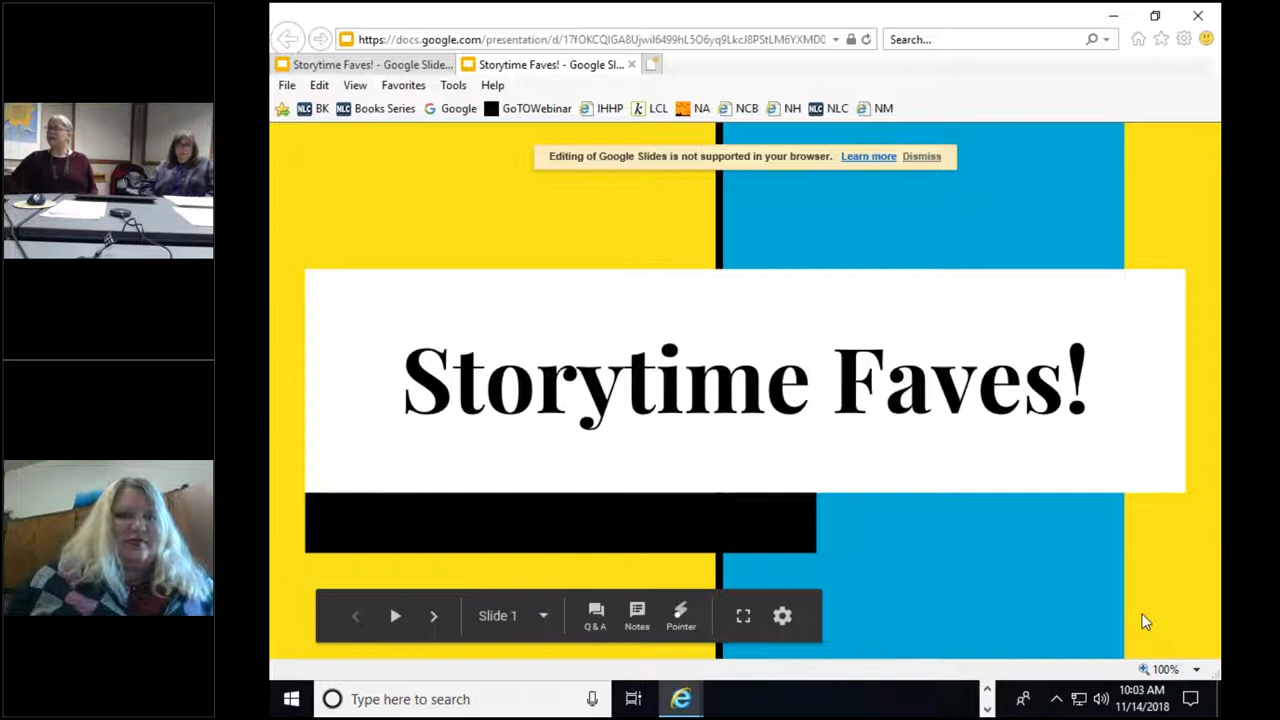 https://docs.google.com/presentation/d/17fOKCQIGA8Ujwil6499hL5O6yq9LkcJ8PStLM6YXMD0
Search...
Storytime Faves! - Google Slide...
Storytime Faves! - Google Sl...
File Edit View Favorites Tools Help
BK Books Series Google GoTOWebinar IHHP LCL NA NCB NH NLC NM
Editing of Google Slides is not supported in your browser. Learn more Dismiss
Storytime Faves!
Slide 1
Q & A Notes Pointer
100%
Type here to search
10:03 AM
11/14/2018